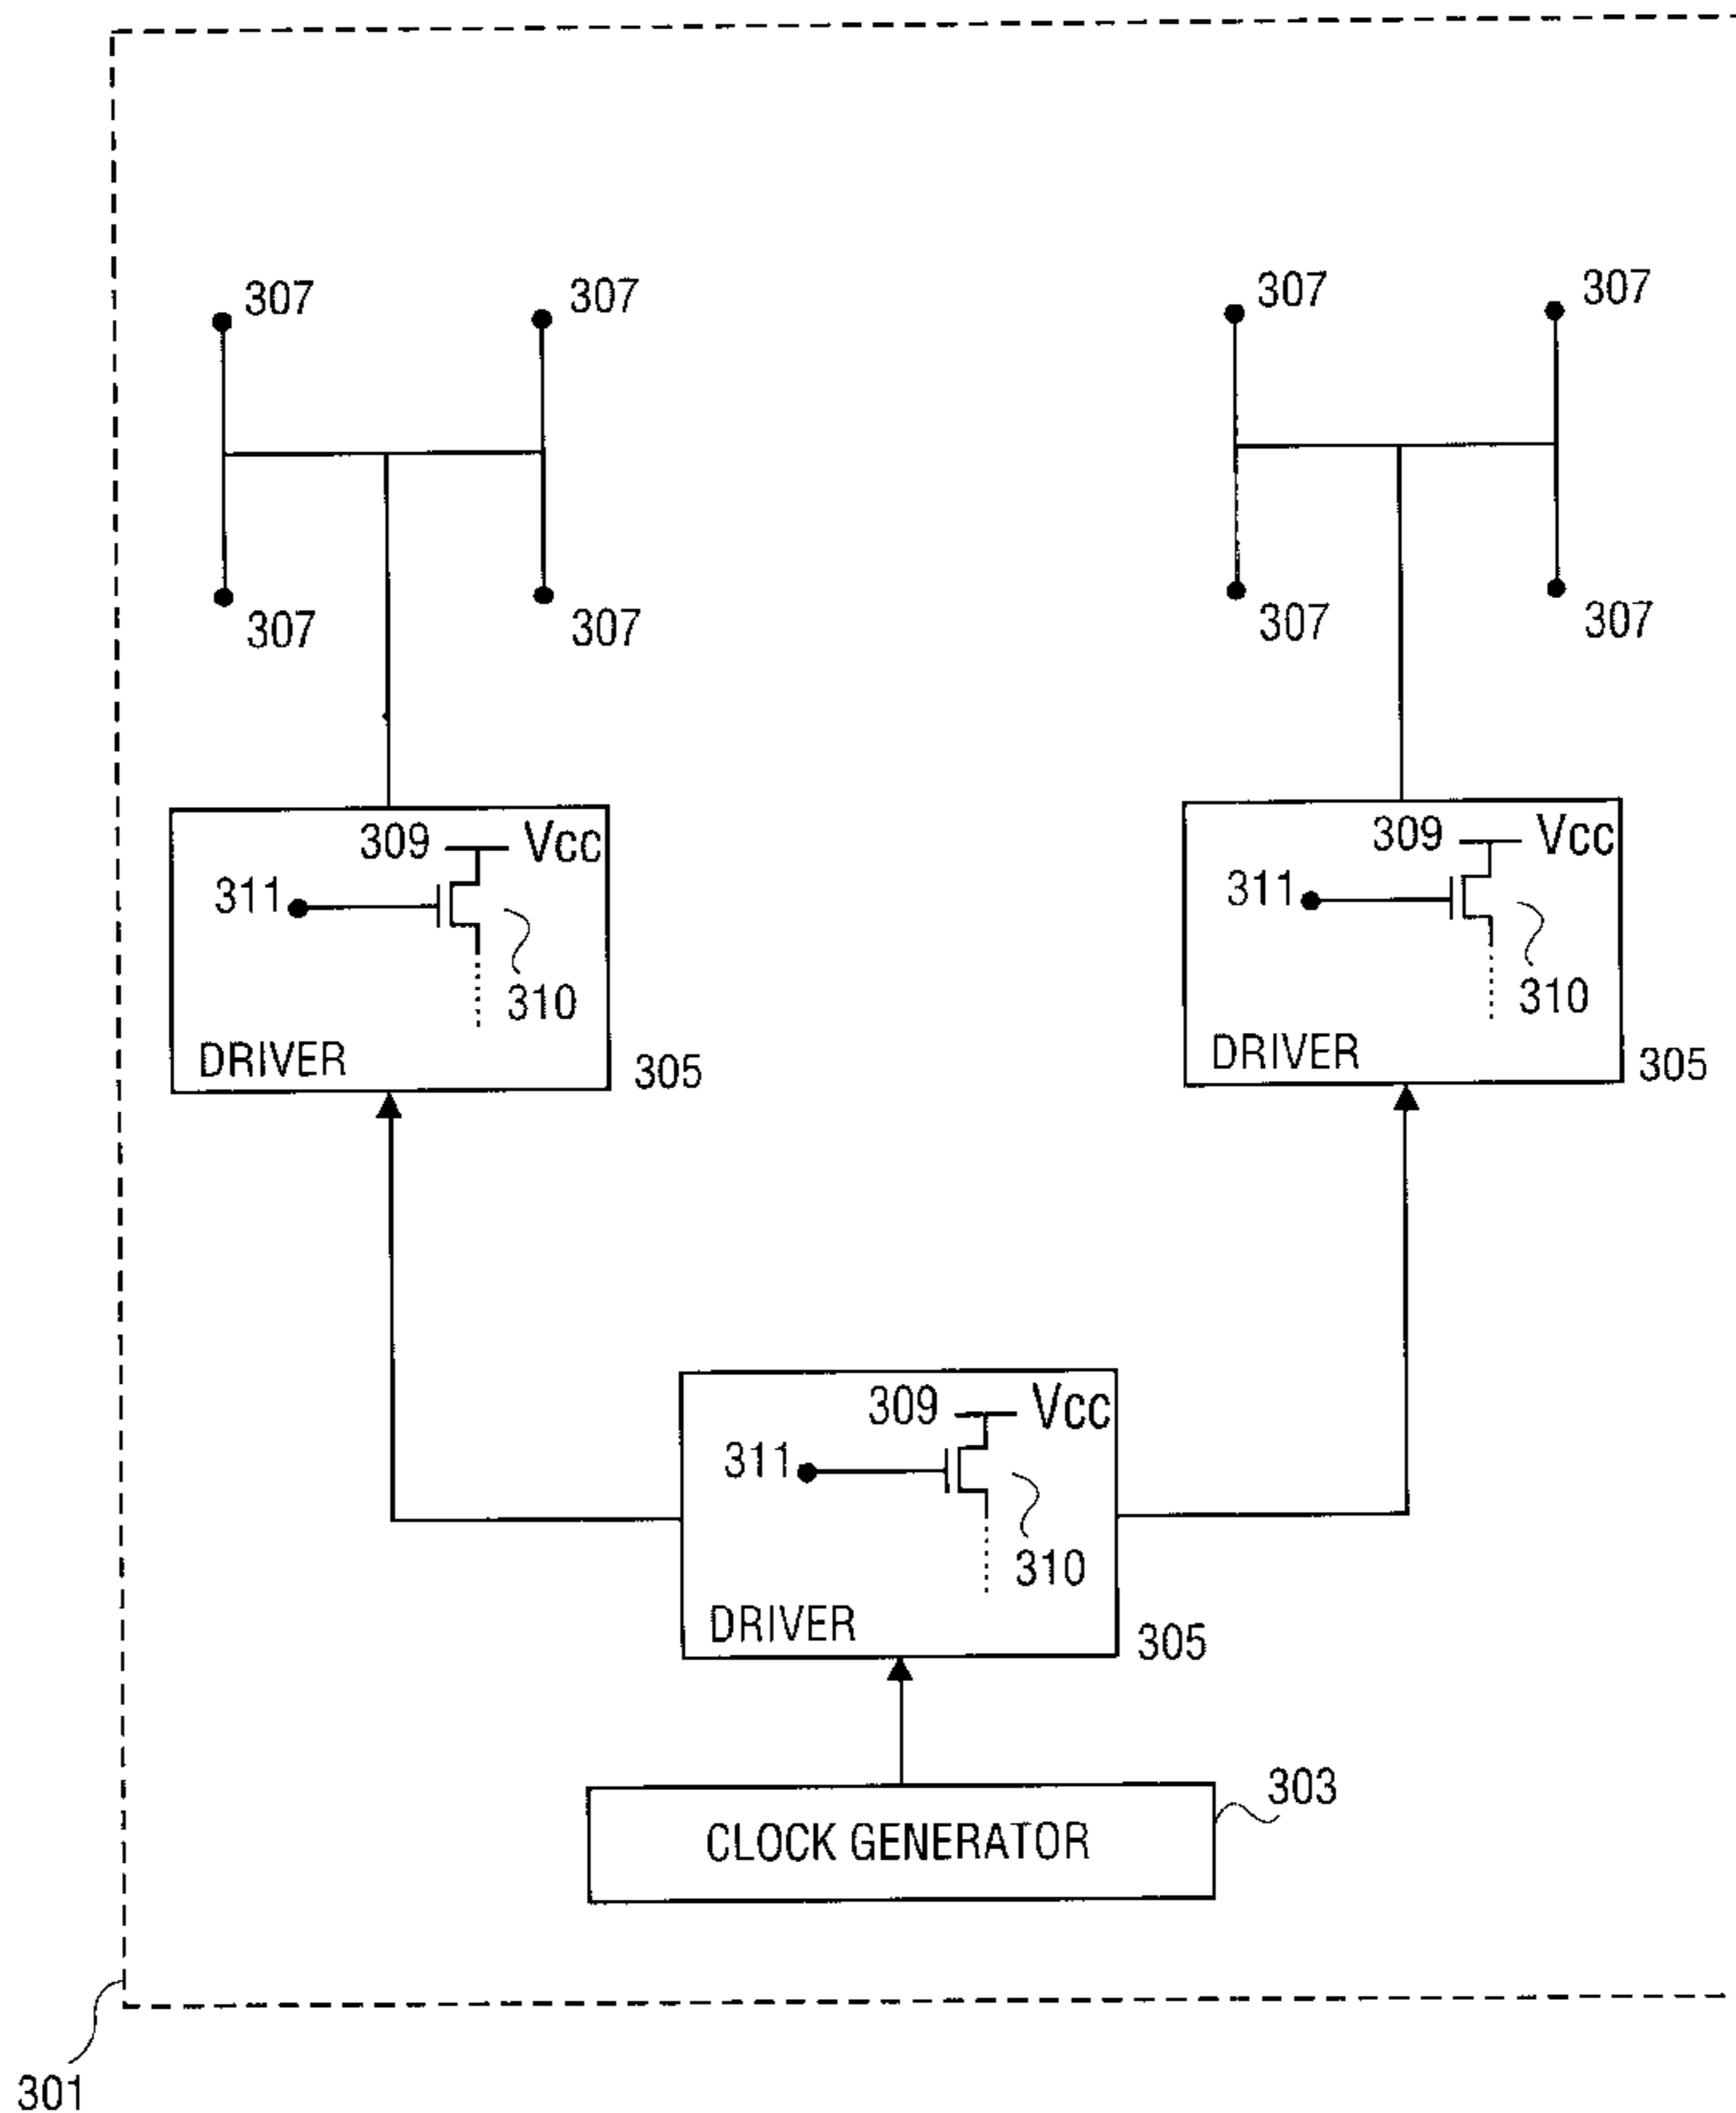 307 307 307 307
307 307 307 307
309 Vcc 309 Vcc
311 311
310 310
DRIVER DRIVER
305 305
309 Vcc
311
310
DRIVER
305
303
CLOCK GENERATOR
301